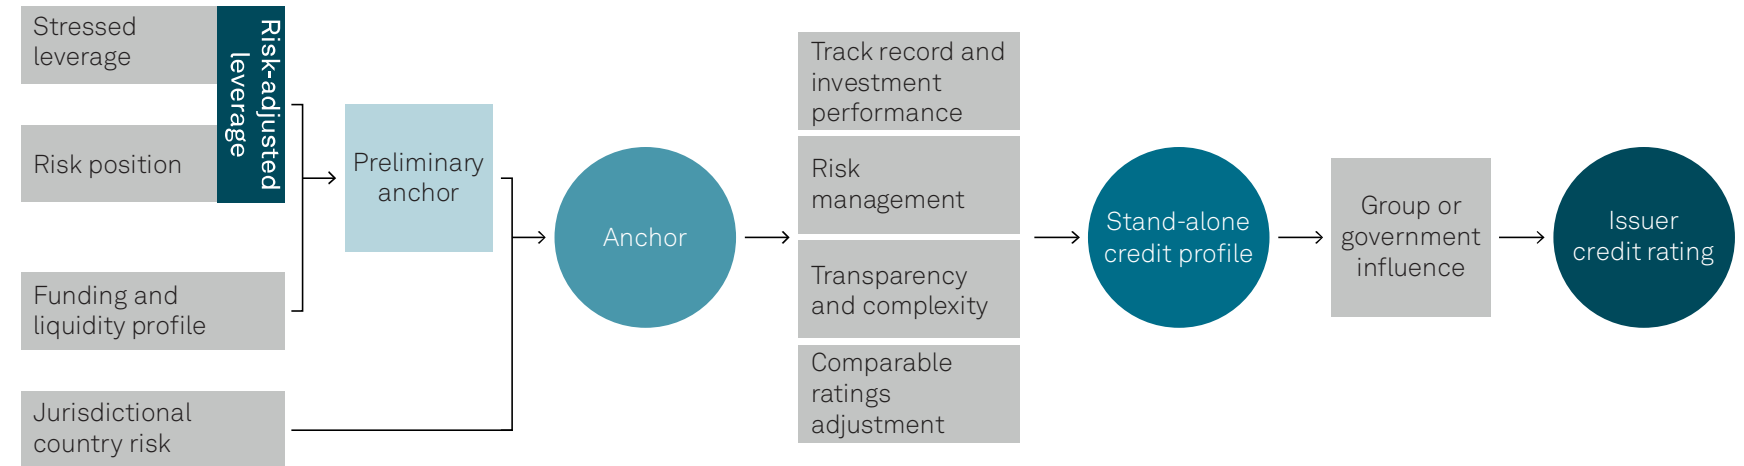 Stressed
leverage
Risk-adjusted
leverage
Risk position
Funding and
liquidity profile
Jurisdictional
country risk
Preliminary
anchor
Anchor
Track record and
investment
performance
Risk
management
Transparency
and complexity
Comparable
ratings
adjustment
Stand-alone
credit profile
Group or
government
influence
Issuer
credit rating